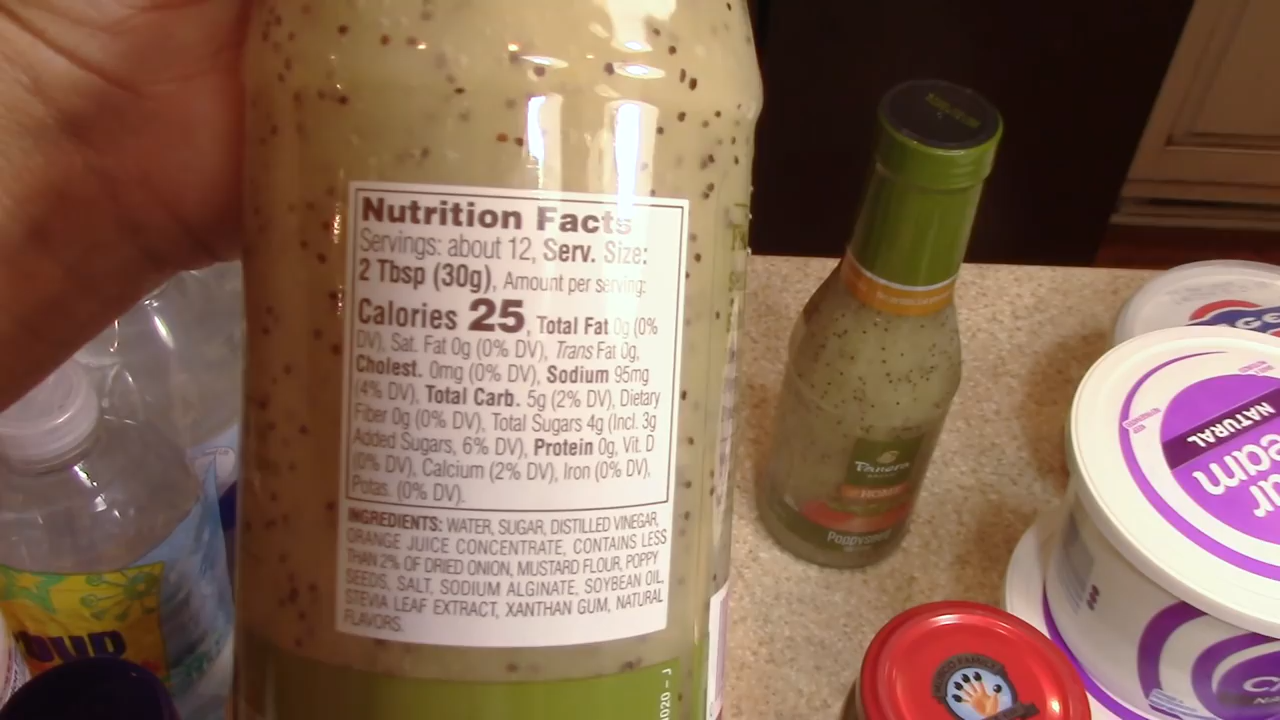 Nutrition Facts
Servings: about 12, Serv. Size:
2 Tbsp (30g), Amount per serving:
Calories 25, Total Fat 0g (0%
DV), Sat. Fat 0g (0% DV), Trans Fat 0g,
Cholest. 0mg (0% DV), Sodium 95mg
(4% DV), Total Carb. 5g (2% DV), Dietary
Fiber 0g (0% DV), Total Sugars 4g (Incl. 3g
Added Sugars, 6% DV), Protein 0g, Vit. D
(0% DV), Calcium (2% DV), Iron (0% DV),
Potas. (0% DV).
INGREDIENTS: WATER, SUGAR, DISTILLED VINEGAR,
ORANGE JUICE CONCENTRATE, CONTAINS LESS
THAN 2% OF DRIED ONION, MUSTARD FLOUR, POPPY
SEEDS, SALT, SODIUM ALGINATE, SOYBEAN OIL,
STEVIA LEAF EXTRACT, XANTHAN GUM, NATURAL
FLAVORS.
Panera
HOME
Poppyseed
NATURAL
FAMILY